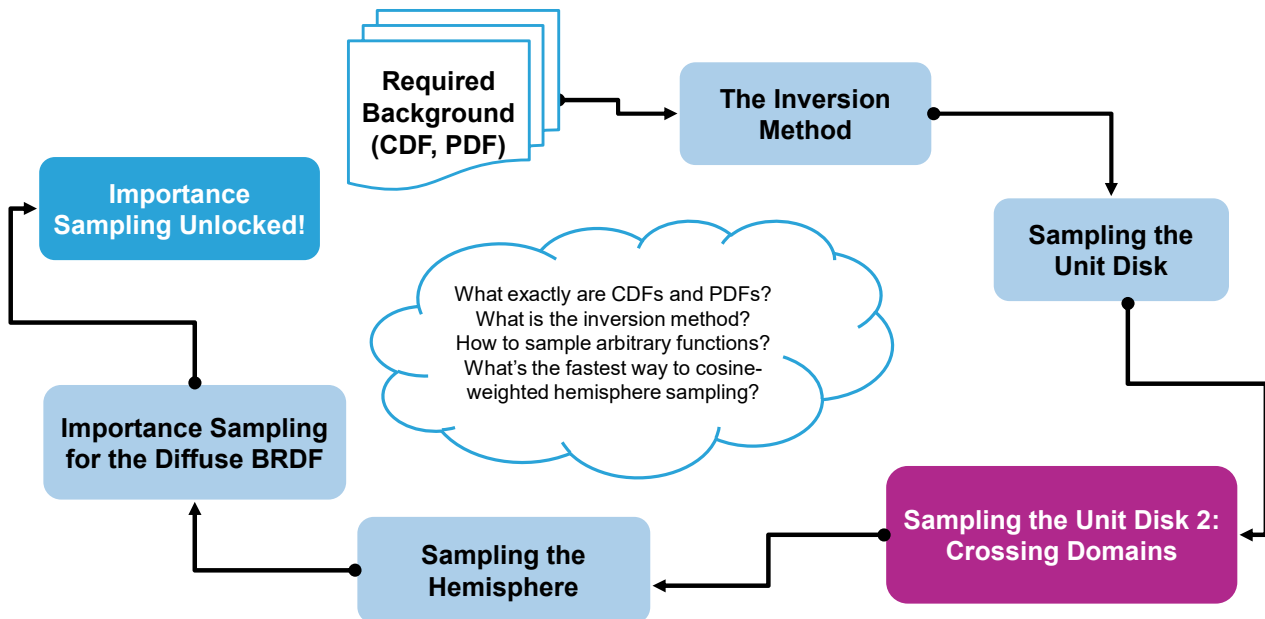 Required
Background
(CDF, PDF)
The Inversion
Method
Importance
Sampling Unlocked!
Sampling the
Unit Disk
What exactly are CDFs and PDFs?
What is the inversion method?
How to sample arbitrary functions?
What's the fastest way to cosine-
weighted hemisphere sampling?
Importance Sampling
for the Diffuse BRDF
Sampling the Unit Disk 2:
Crossing Domains
Sampling the
Hemisphere